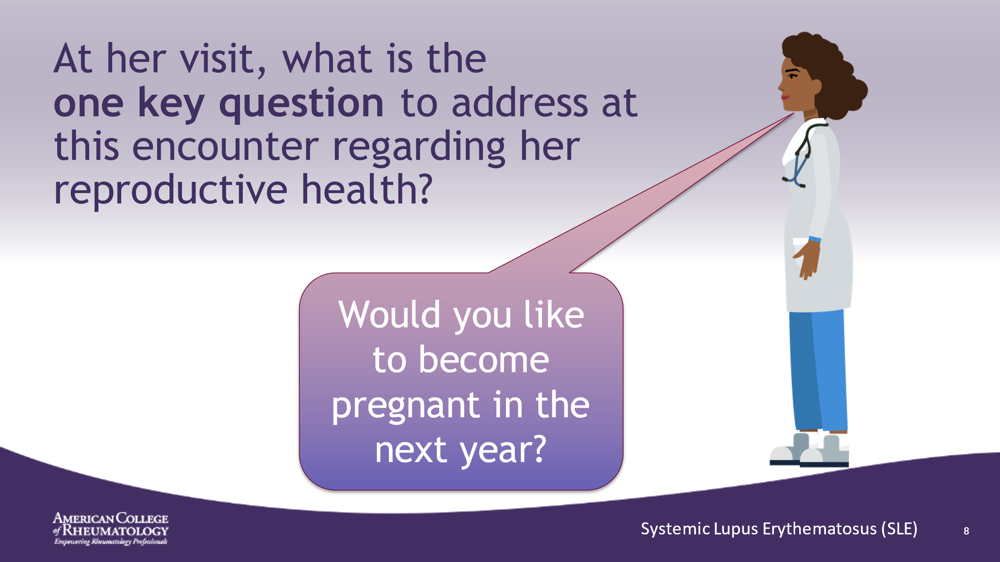 At her visit, what is the
one key question to address at
this encounter regarding her
reproductive health?
Would you like
to become
pregnant in the
next year?
AMERICAN COLLEGE
of RHEUMATOLOGY
Empowering Rheumatology Professionals
Systemic Lupus Erythematosus (SLE)
8